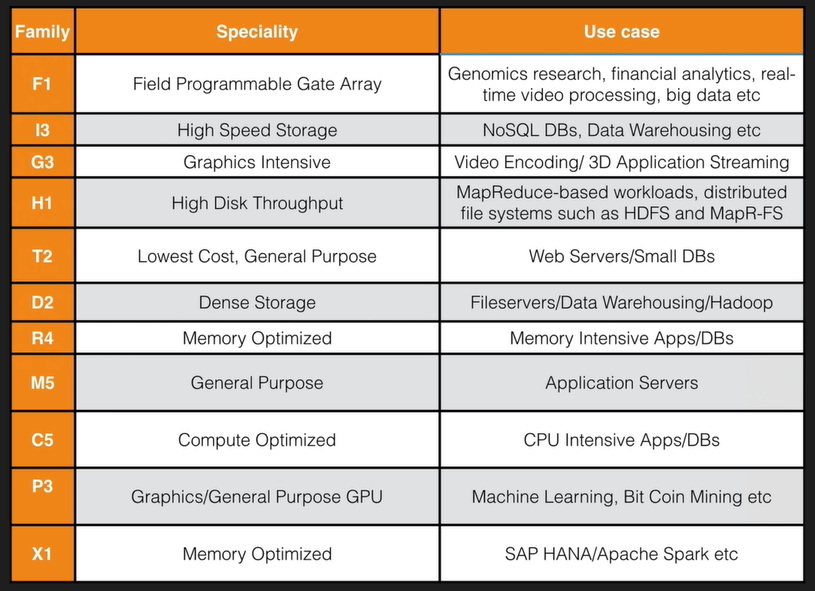 Family Speciality Use case
F1 Field Programmable Gate Array Genomics research, financial analytics, real-
time video processing, big data etc
I3 High Speed Storage NoSQL DBs, Data Warehousing etc
G3 Graphics Intensive Video Encoding/ 3D Application Streaming
H1 High Disk Throughput MapReduce-based workloads, distributed
file systems such as HDFS and MapR-FS
T2 Lowest Cost, General Purpose Web Servers/Small DBs
D2 Dense Storage Fileservers/Data Warehousing/Hadoop
R4 Memory Optimized Memory Intensive Apps/DBs
M5 General Purpose Application Servers
C5 Compute Optimized CPU Intensive Apps/DBs
P3 Graphics/General Purpose GPU Machine Learning, Bit Coin Mining etc
X1 Memory Optimized SAP HANA/Apache Spark etc